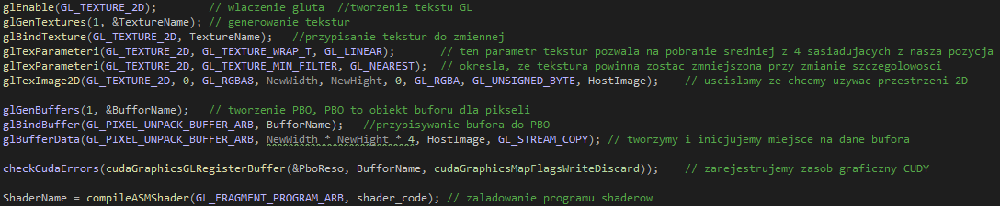 glEnable(GL_TEXTURE_2D);        // wlaczenie gluta  //tworzenie tekstu GL
glGenTextures(1, &TextureName); // generowanie tekstur
glBindTexture(GL_TEXTURE_2D, TextureName);   //przypisanie tekstur do zmiennej
glTexParameteri(GL_TEXTURE_2D, GL_TEXTURE_WRAP_T, GL_LINEAR);       // ten parametr tekstur pozwala na pobranie sredniej z 4 sasiadujacych z nasza pozycja
glTexParameteri(GL_TEXTURE_2D, GL_TEXTURE_MIN_FILTER, GL_NEAREST);  // okresla, ze tekstura powinna zostac zmniejszona przy zmianie szczegolowosci
glTexImage2D(GL_TEXTURE_2D, 0, GL_RGBA8, NewWidth, NewHight, 0, GL_RGBA, GL_UNSIGNED_BYTE, HostImage);    // uscislamy ze chcemy uzywac przestrzeni 2D
glGenBuffers(1, &BufforName);   // tworzenie PBO, PBO to obiekt buforu dla pikseli
glBindBuffer(GL_PIXEL_UNPACK_BUFFER_ARB, BufforName);   //przypisywanie bufora do PBO
glBufferData(GL_PIXEL_UNPACK_BUFFER_ARB, NewWidth * NewHight * 4, HostImage, GL_STREAM_COPY); // tworzymy i inicjujemy miejsce na dane bufora
checkCudaErrors(cudaGraphicsGLRegisterBuffer(&PboReso, BufforName, cudaGraphicsMapFlagsWriteDiscard));    // zarejestrujemy zasob graficzny CUDY
ShaderName = compileASMShader(GL_FRAGMENT_PROGRAM_ARB, shader_code); // zaladowanie programu shaderow